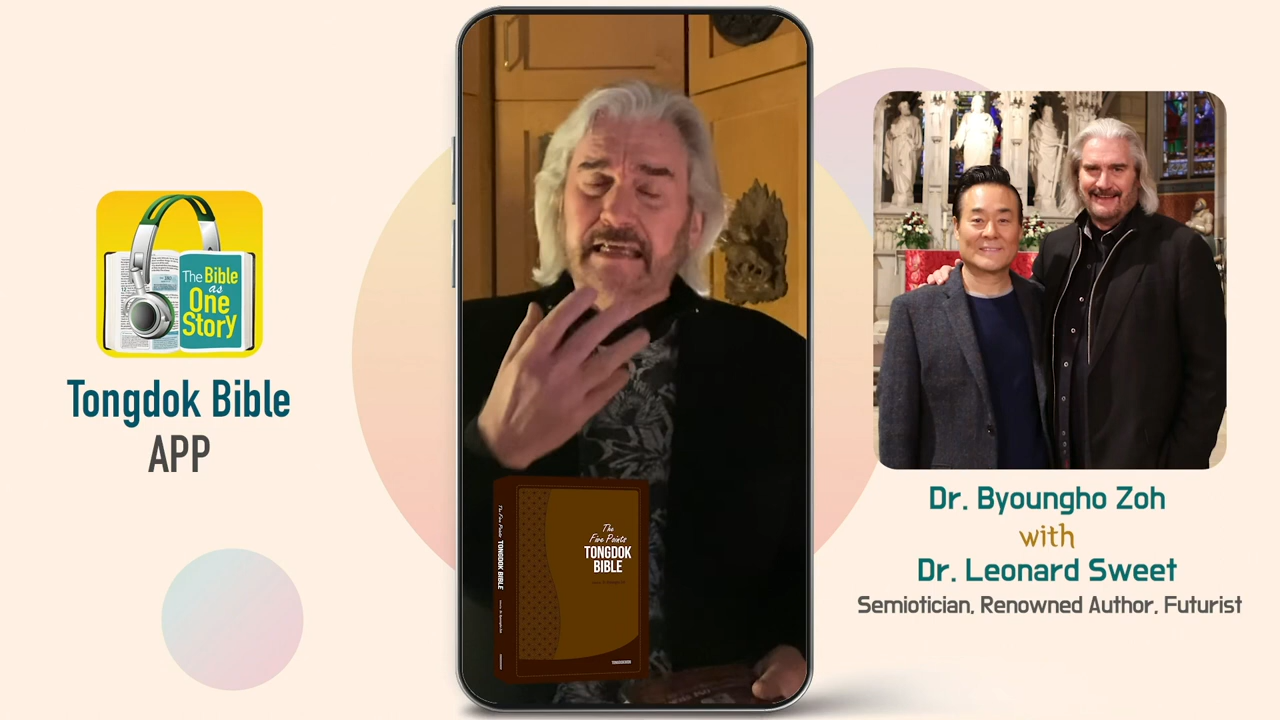 The Bible
as
One
Story
Tongdok Bible
APP
The
Five Points
TONGDOK
BIBLE
The Five Points TONGDOK BIBLE
Dr. Byoungho Zoh
with
Dr. Leonard Sweet
Semiotician, Renowned Author, Futurist